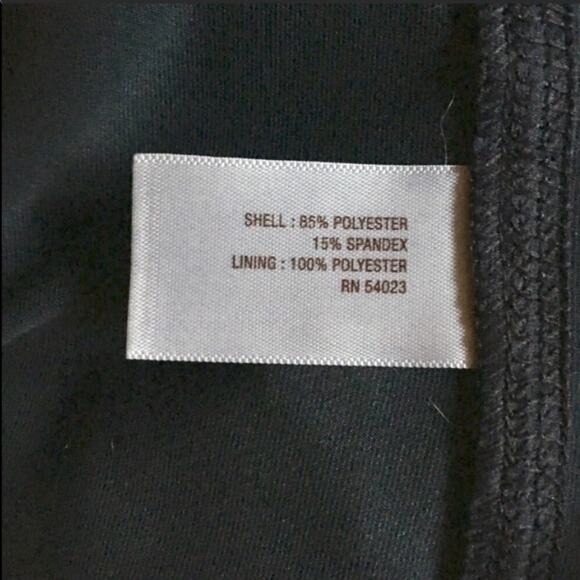 SHELL : 85% POLYESTER
15% SPANDEX
LINING : 100% POLYESTER
RN 54023